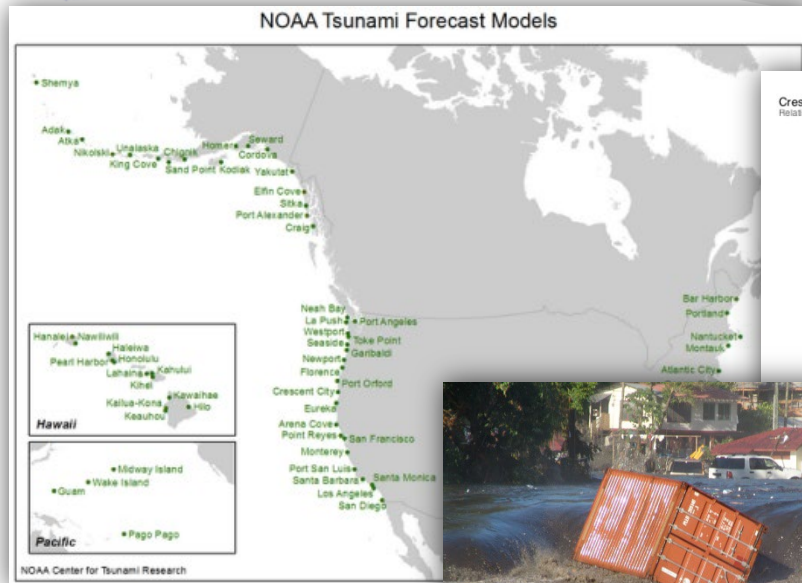 NOAA Tsunami Forecast Models
Shemya
Adak
Atka
Nikolski
Unalaska
King Cove
Chignik
Sand Point
Kodiak
Homer
Seward
Cordova
Yakutat
Elfin Cove
Sitka
Port Alexander
Craig
Neah Bay
La Push
Port Angeles
Westport
Toke Point
Seaside
Garibaldi
Newport
Florence
Port Orford
Crescent City
Eureka
Arena Cove
Point Reyes
San Francisco
Monterey
Port San Luis
Santa Barbara
Santa Monica
Los Angeles
San Diego
Bar Harbor
Portland
Nantucket
Montauk
Atlantic City
Hanalei
Nawiliwili
Haleiwa
Pearl Harbor
Honolulu
Lahaina
Kahului
Kihei
Kailua-Kona
Kawaihae
Keauhou
Hilo
Hawaii
Midway Island
Wake Island
Guam
Pago Pago
Pacific
NOAA Center for Tsunami Research
Cres
Relati